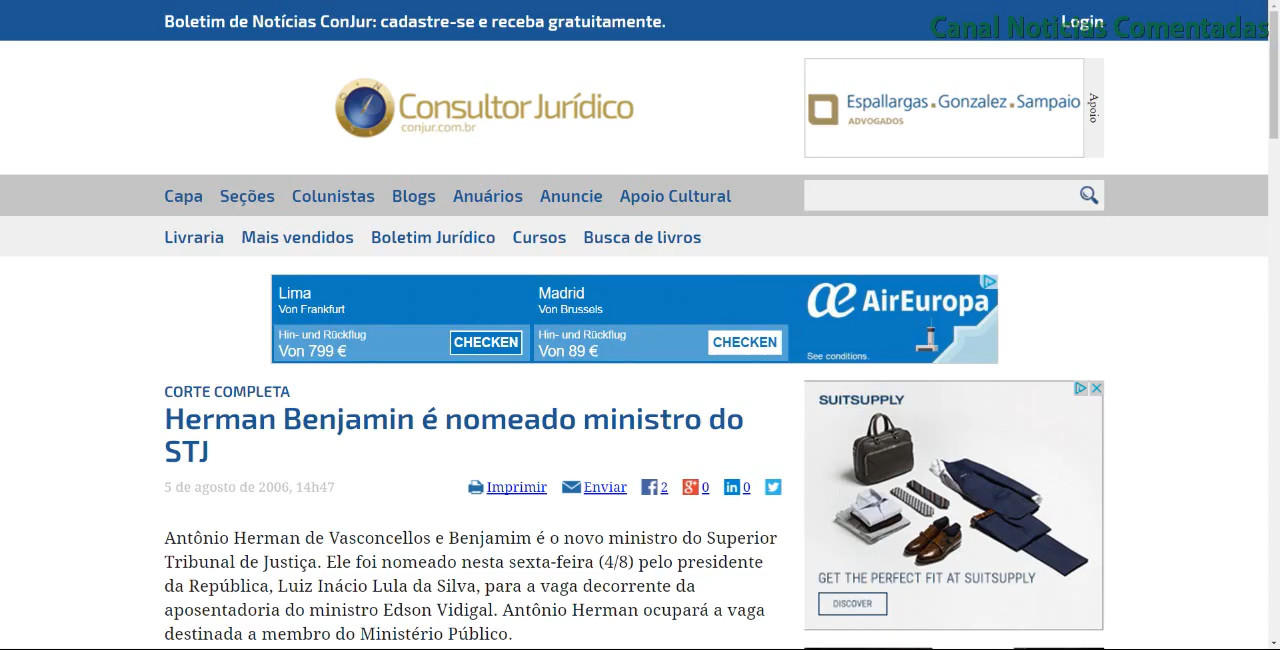 Boletim de Notícias ConJur: cadastre-se e receba gratuitamente.
Login
Canal Noticias Comentadas
Consultor Jurídico
conjur.com.br
Espallargas.Gonzalez.Sampaio
ADVOGADOS
Apoio
Capa Seções Colunistas Blogs Anuários Anuncie Apoio Cultural
Livraria Mais vendidos Boletim Jurídico Cursos Busca de livros
Lima
Von Frankfurt
Hin- und Rückflug
Von 799 €
CHECKEN
Madrid
Von Brussels
Hin- und Rückflug
Von 89 €
CHECKEN
AirEuropa
See conditions.
CORTE COMPLETA
Herman Benjamin é nomeado ministro do
STJ
5 de agosto de 2006, 14h47
Imprimir Enviar 2 0 0
Antônio Herman de Vasconcellos e Benjamim é o novo ministro do Superior
Tribunal de Justiça. Ele foi nomeado nesta sexta-feira (4/8) pelo presidente
da República, Luiz Inácio Lula da Silva, para a vaga decorrente da
aposentadoria do ministro Edson Vidigal. Antônio Herman ocupará a vaga
destinada a membro do Ministério Público.
SUITSUPPLY
GET THE PERFECT FIT AT SUITSUPPLY
DISCOVER